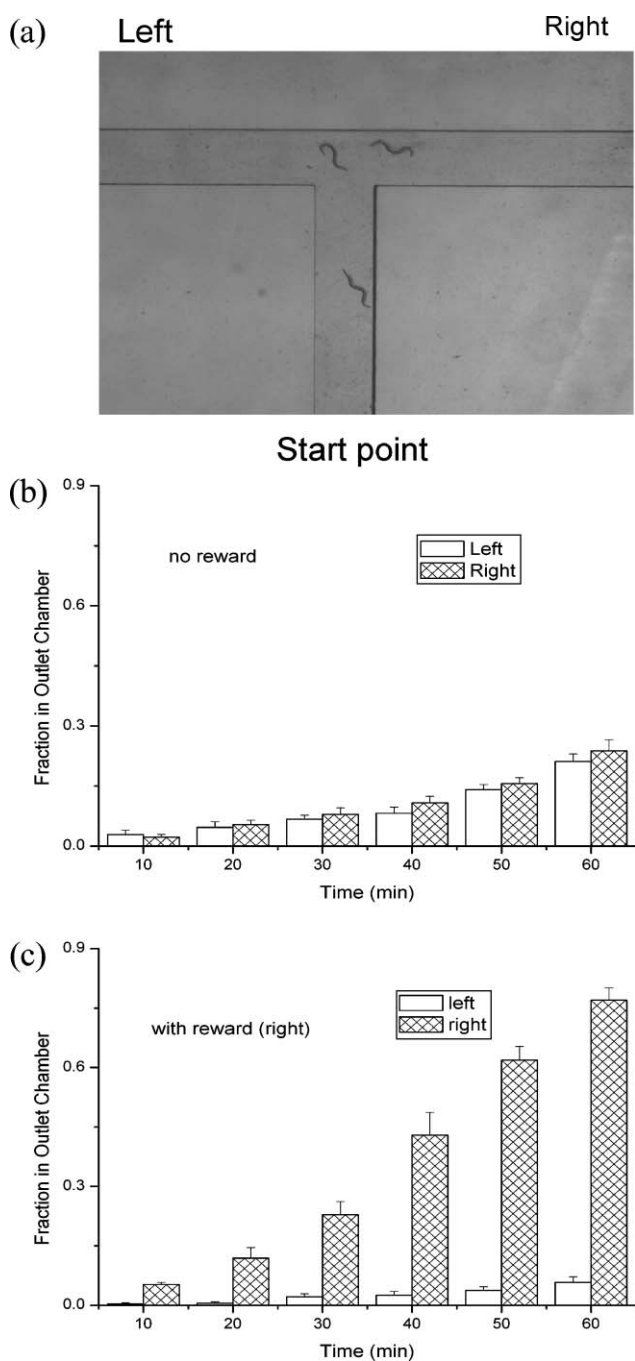 (a) Left Right
Start point
(b)
0.9
0.6
0.3
0.0
Fraction in Outlet Chamber
no reward
Left
Right
10 20 30 40 50 60
Time (min)
(c)
0.9
0.6
0.3
0.0
Fraction in Outlet Chamber
with reward (right)
left
right
10 20 30 40 50 60
Time (min)